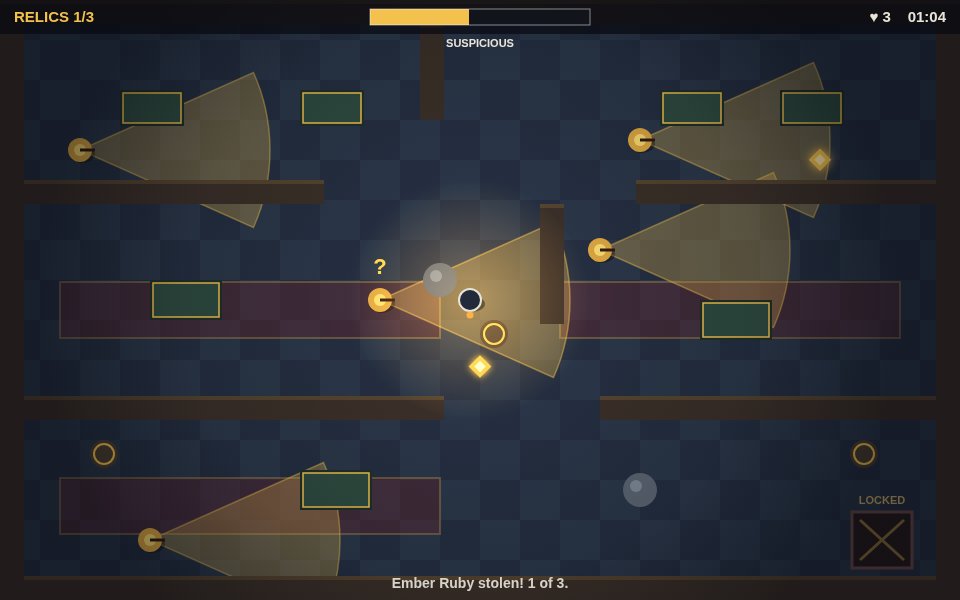 RELICS 1/3
♥ 3 01:04
SUSPICIOUS
?
LOCKED
Ember Ruby stolen! 1 of 3.